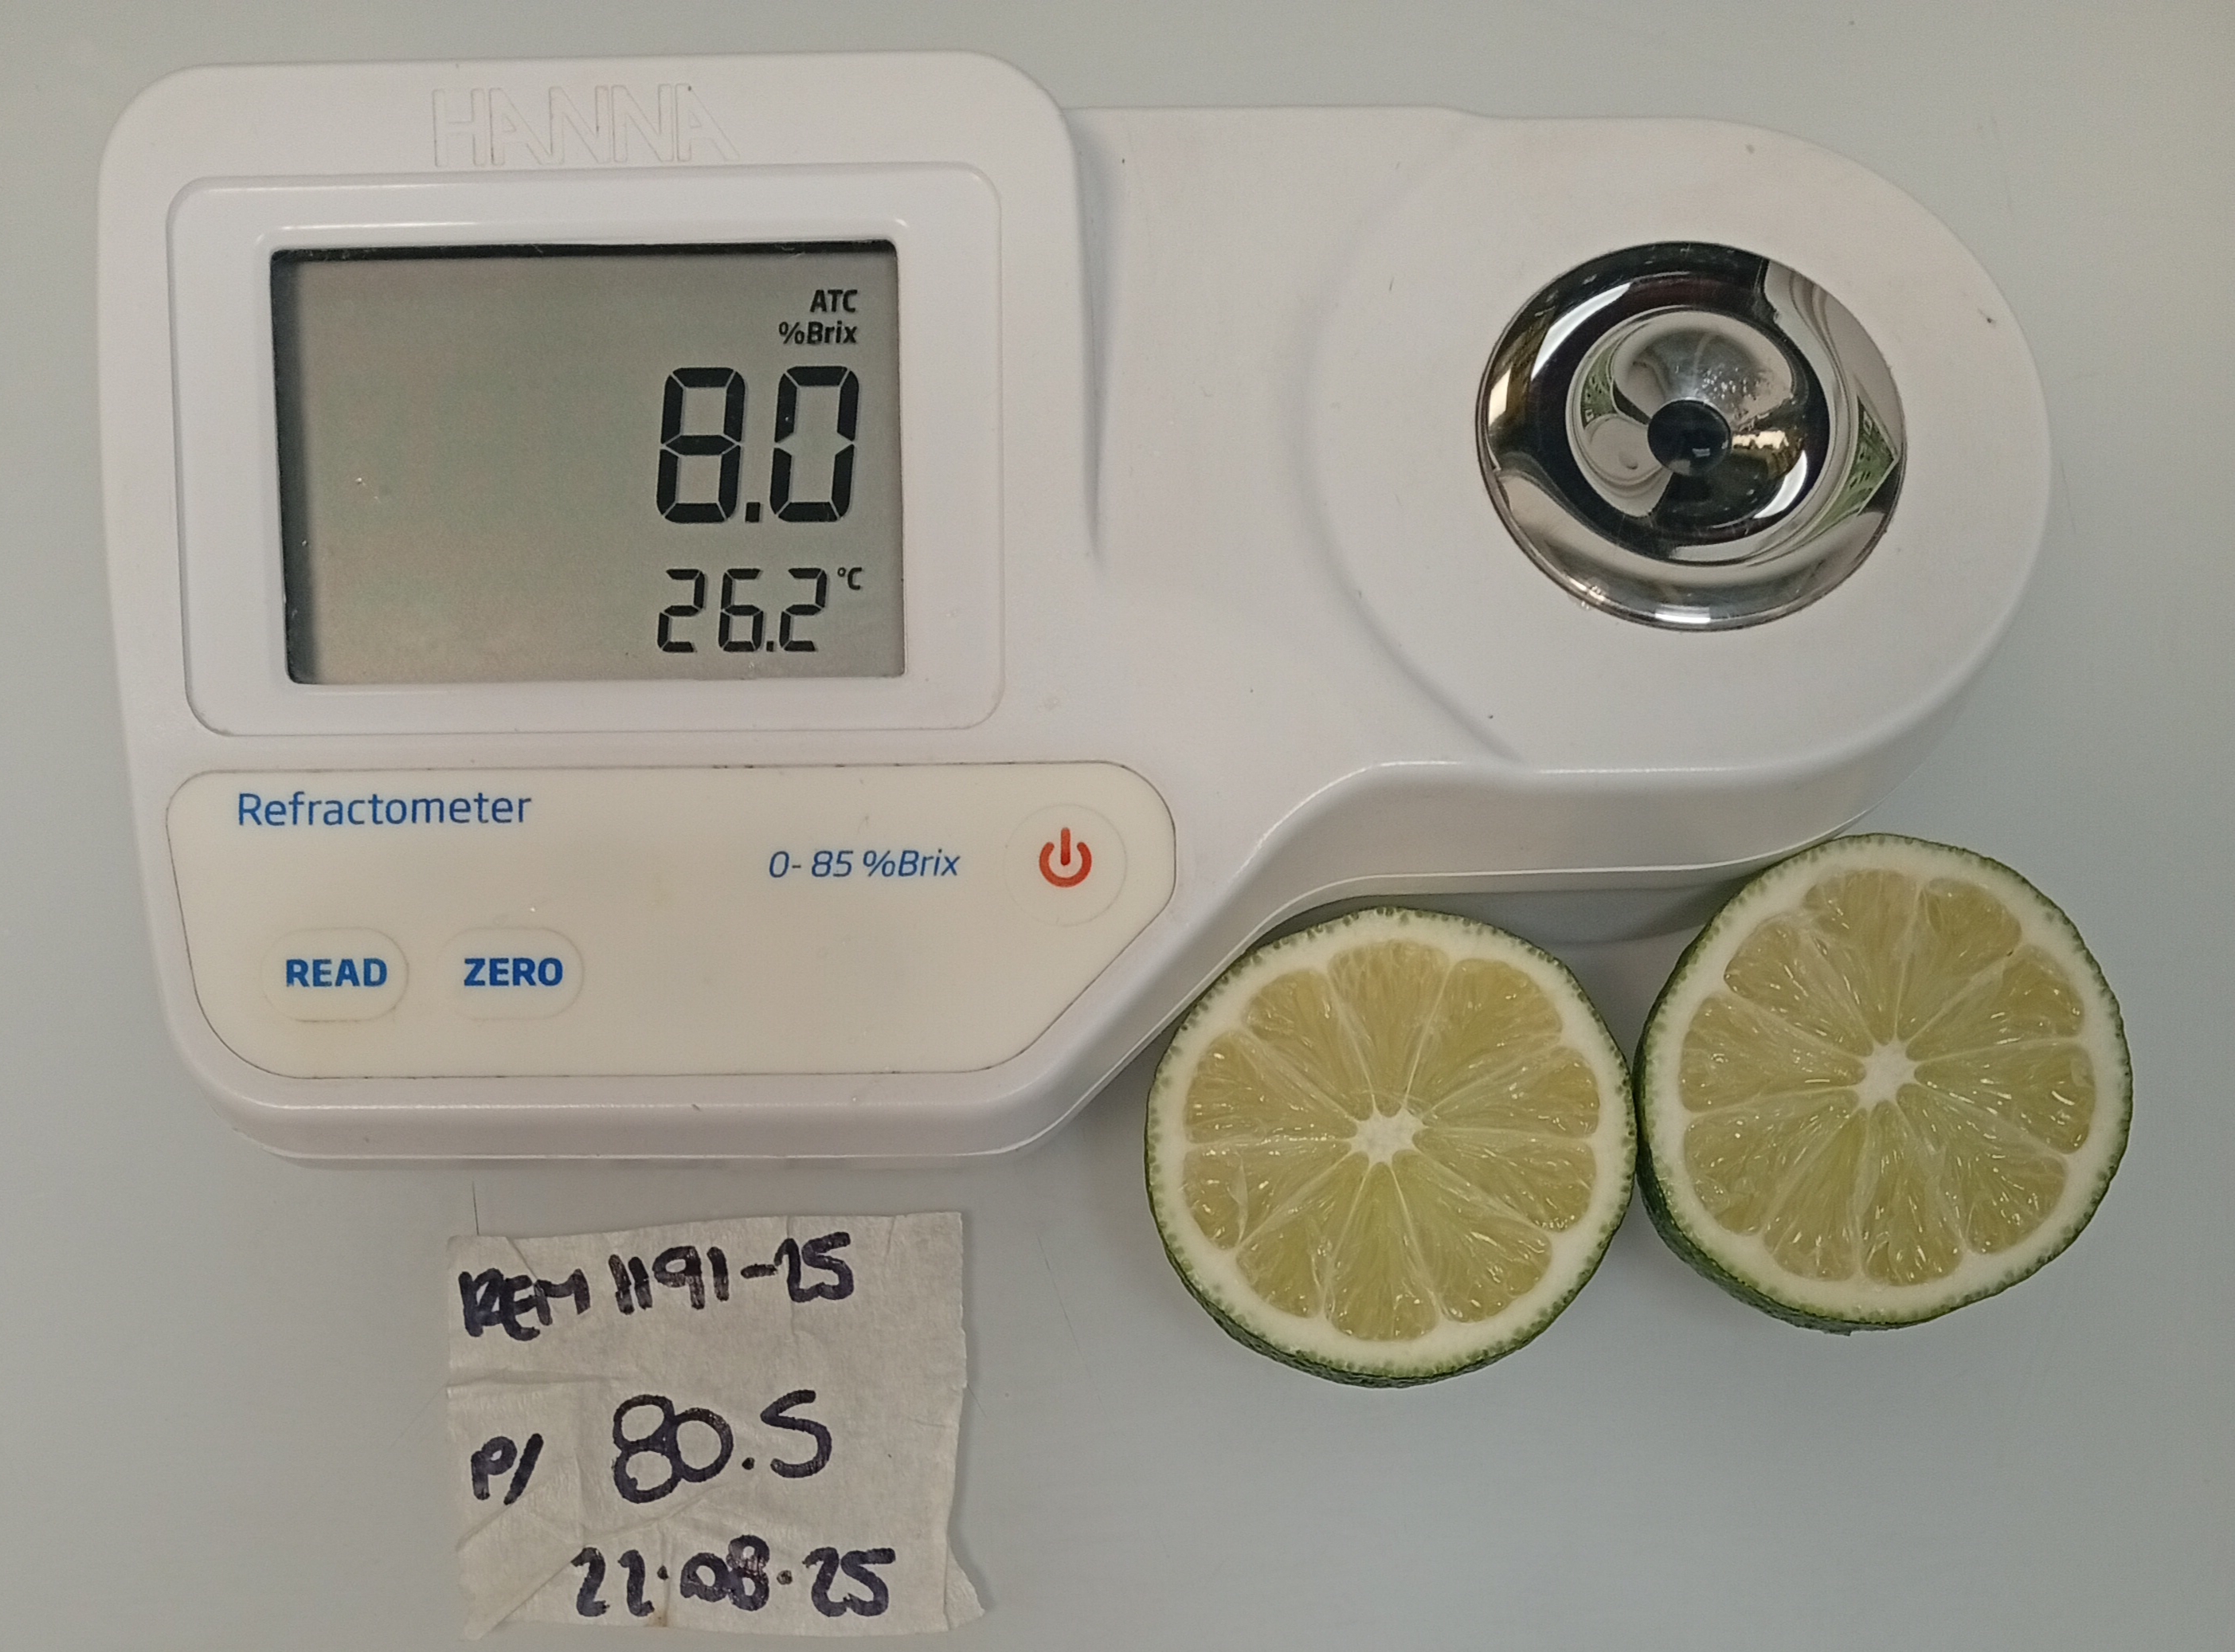 HANNA
ATC
%Brix
8.0
26.2 °C
Refractometer
0-85 %Brix
READ
ZERO
REM 1191-25
P/ 80.5
22.08.25